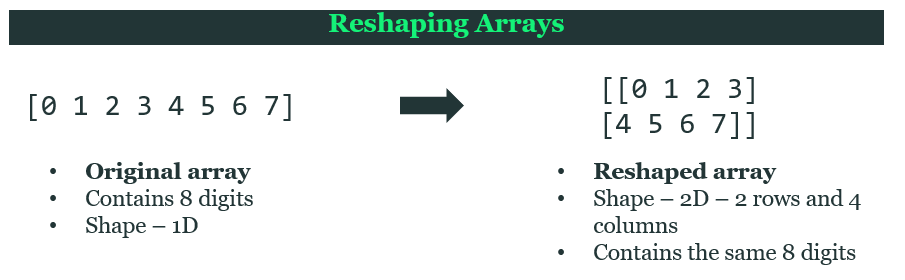 Reshaping Arrays
[0 1 2 3 4 5 6 7]
• Original array
• Contains 8 digits
• Shape – 1D
[[0 1 2 3]
[4 5 6 7]]
• Reshaped array
• Shape – 2D – 2 rows and 4
columns
• Contains the same 8 digits